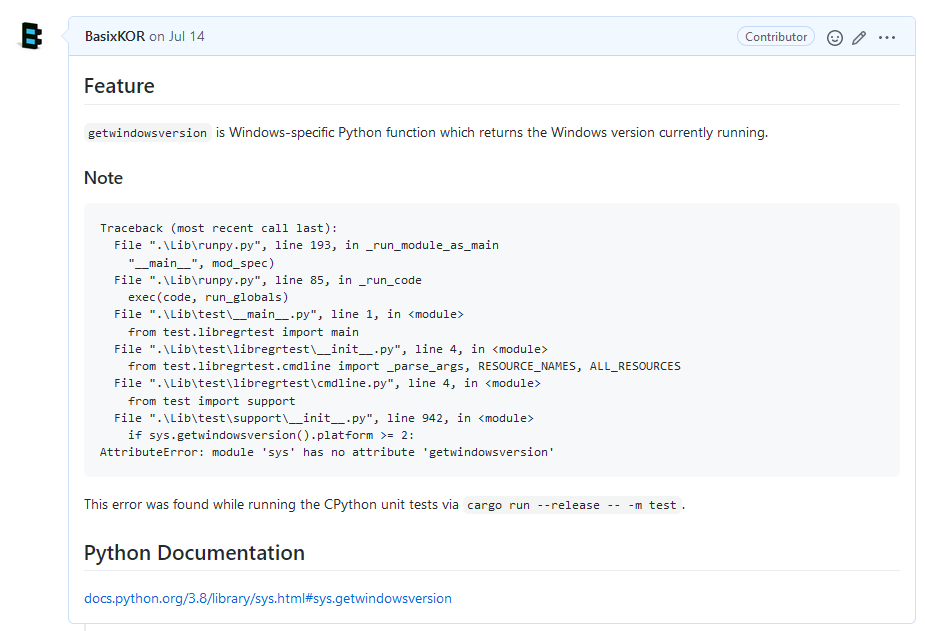 BasixKOR on Jul 14
Contributor
Feature
getwindowsversion is Windows-specific Python function which returns the Windows version currently running.
Note
Traceback (most recent call last):
  File ".\Lib\runpy.py", line 193, in _run_module_as_main
    "__main__", mod_spec)
  File ".\Lib\runpy.py", line 85, in _run_code
    exec(code, run_globals)
  File ".\Lib\test\__main__.py", line 1, in <module>
    from test.libregrtest import main
  File ".\Lib\test\libregrtest\__init__.py", line 4, in <module>
    from test.libregrtest.cmdline import _parse_args, RESOURCE_NAMES, ALL_RESOURCES
  File ".\Lib\test\libregrtest\cmdline.py", line 4, in <module>
    from test import support
  File ".\Lib\test\support\__init__.py", line 942, in <module>
    if sys.getwindowsversion().platform >= 2:
AttributeError: module 'sys' has no attribute 'getwindowsversion'
This error was found while running the CPython unit tests via cargo run --release -- -m test.
Python Documentation
docs.python.org/3.8/library/sys.html#sys.getwindowsversion